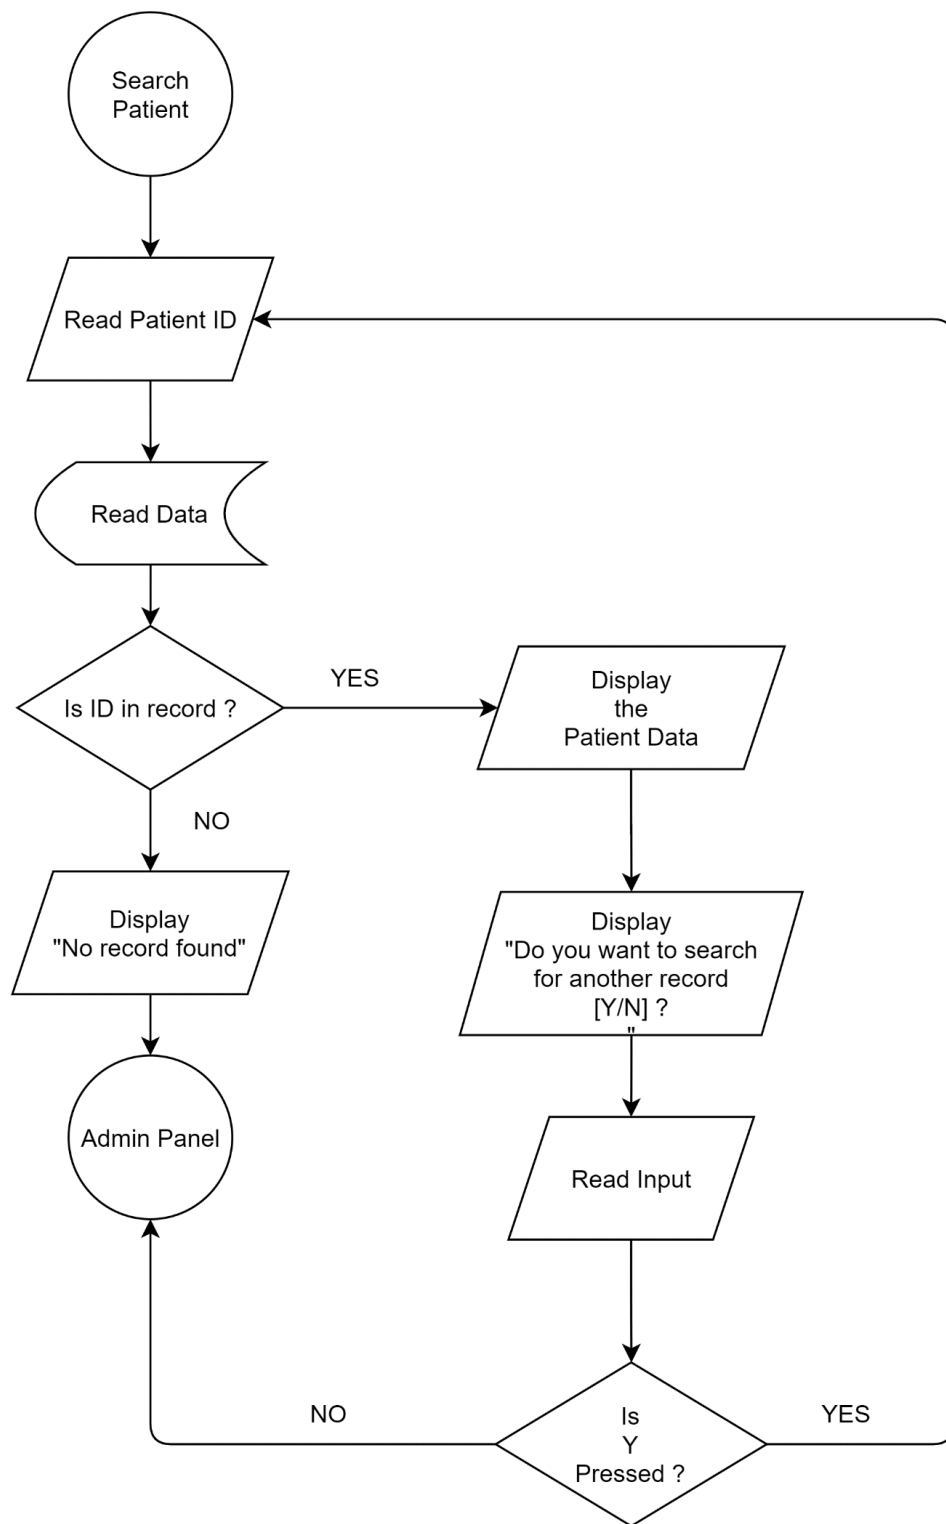 Search
Patient
Read Patient ID
Read Data
Is ID in record ?
YES
Display
the
Patient Data
NO
Display
"No record found"
Display
"Do you want to search
for another record
[Y/N] ?
"
Admin Panel
Read Input
NO
Is
Y
Pressed ?
YES